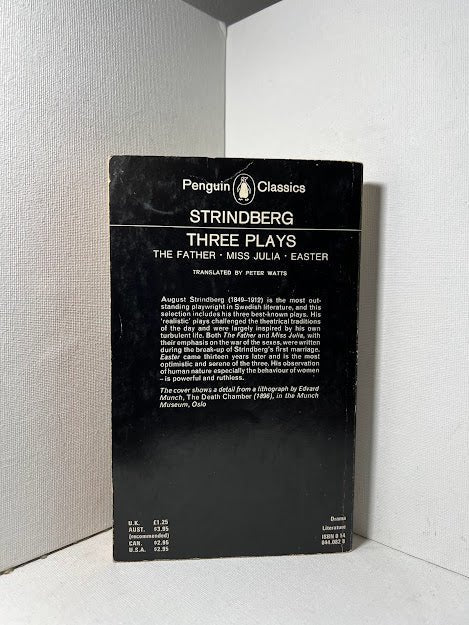 Penguin Classics
STRINDBERG
THREE PLAYS
THE FATHER · MISS JULIA · EASTER
TRANSLATED BY PETER WATTS
August Strindberg (1849–1912) is the most out-
standing playwright in Swedish literature, and this
selection includes his three best-known plays. His
'realistic' plays challenged the theatrical traditions
of the day and were largely inspired by his own
turbulent life. Both The Father and Miss Julia, with
their emphasis on the war of the sexes, were written
during the break-up of Strindberg's first marriage.
Easter came thirteen years later and is the most
optimistic and serene of the three. His observation
of human nature especially the behaviour of women
– is powerful and ruthless.
The cover shows a detail from a lithograph by Edvard
Munch, The Death Chamber (1896), in the Munch
Museum, Oslo
U.K. £1.25
AUST. $3.95
(recommended)
CAN. $2.95
U.S.A. $2.95
Drama
Literature
ISBN 0 14
044.082 8